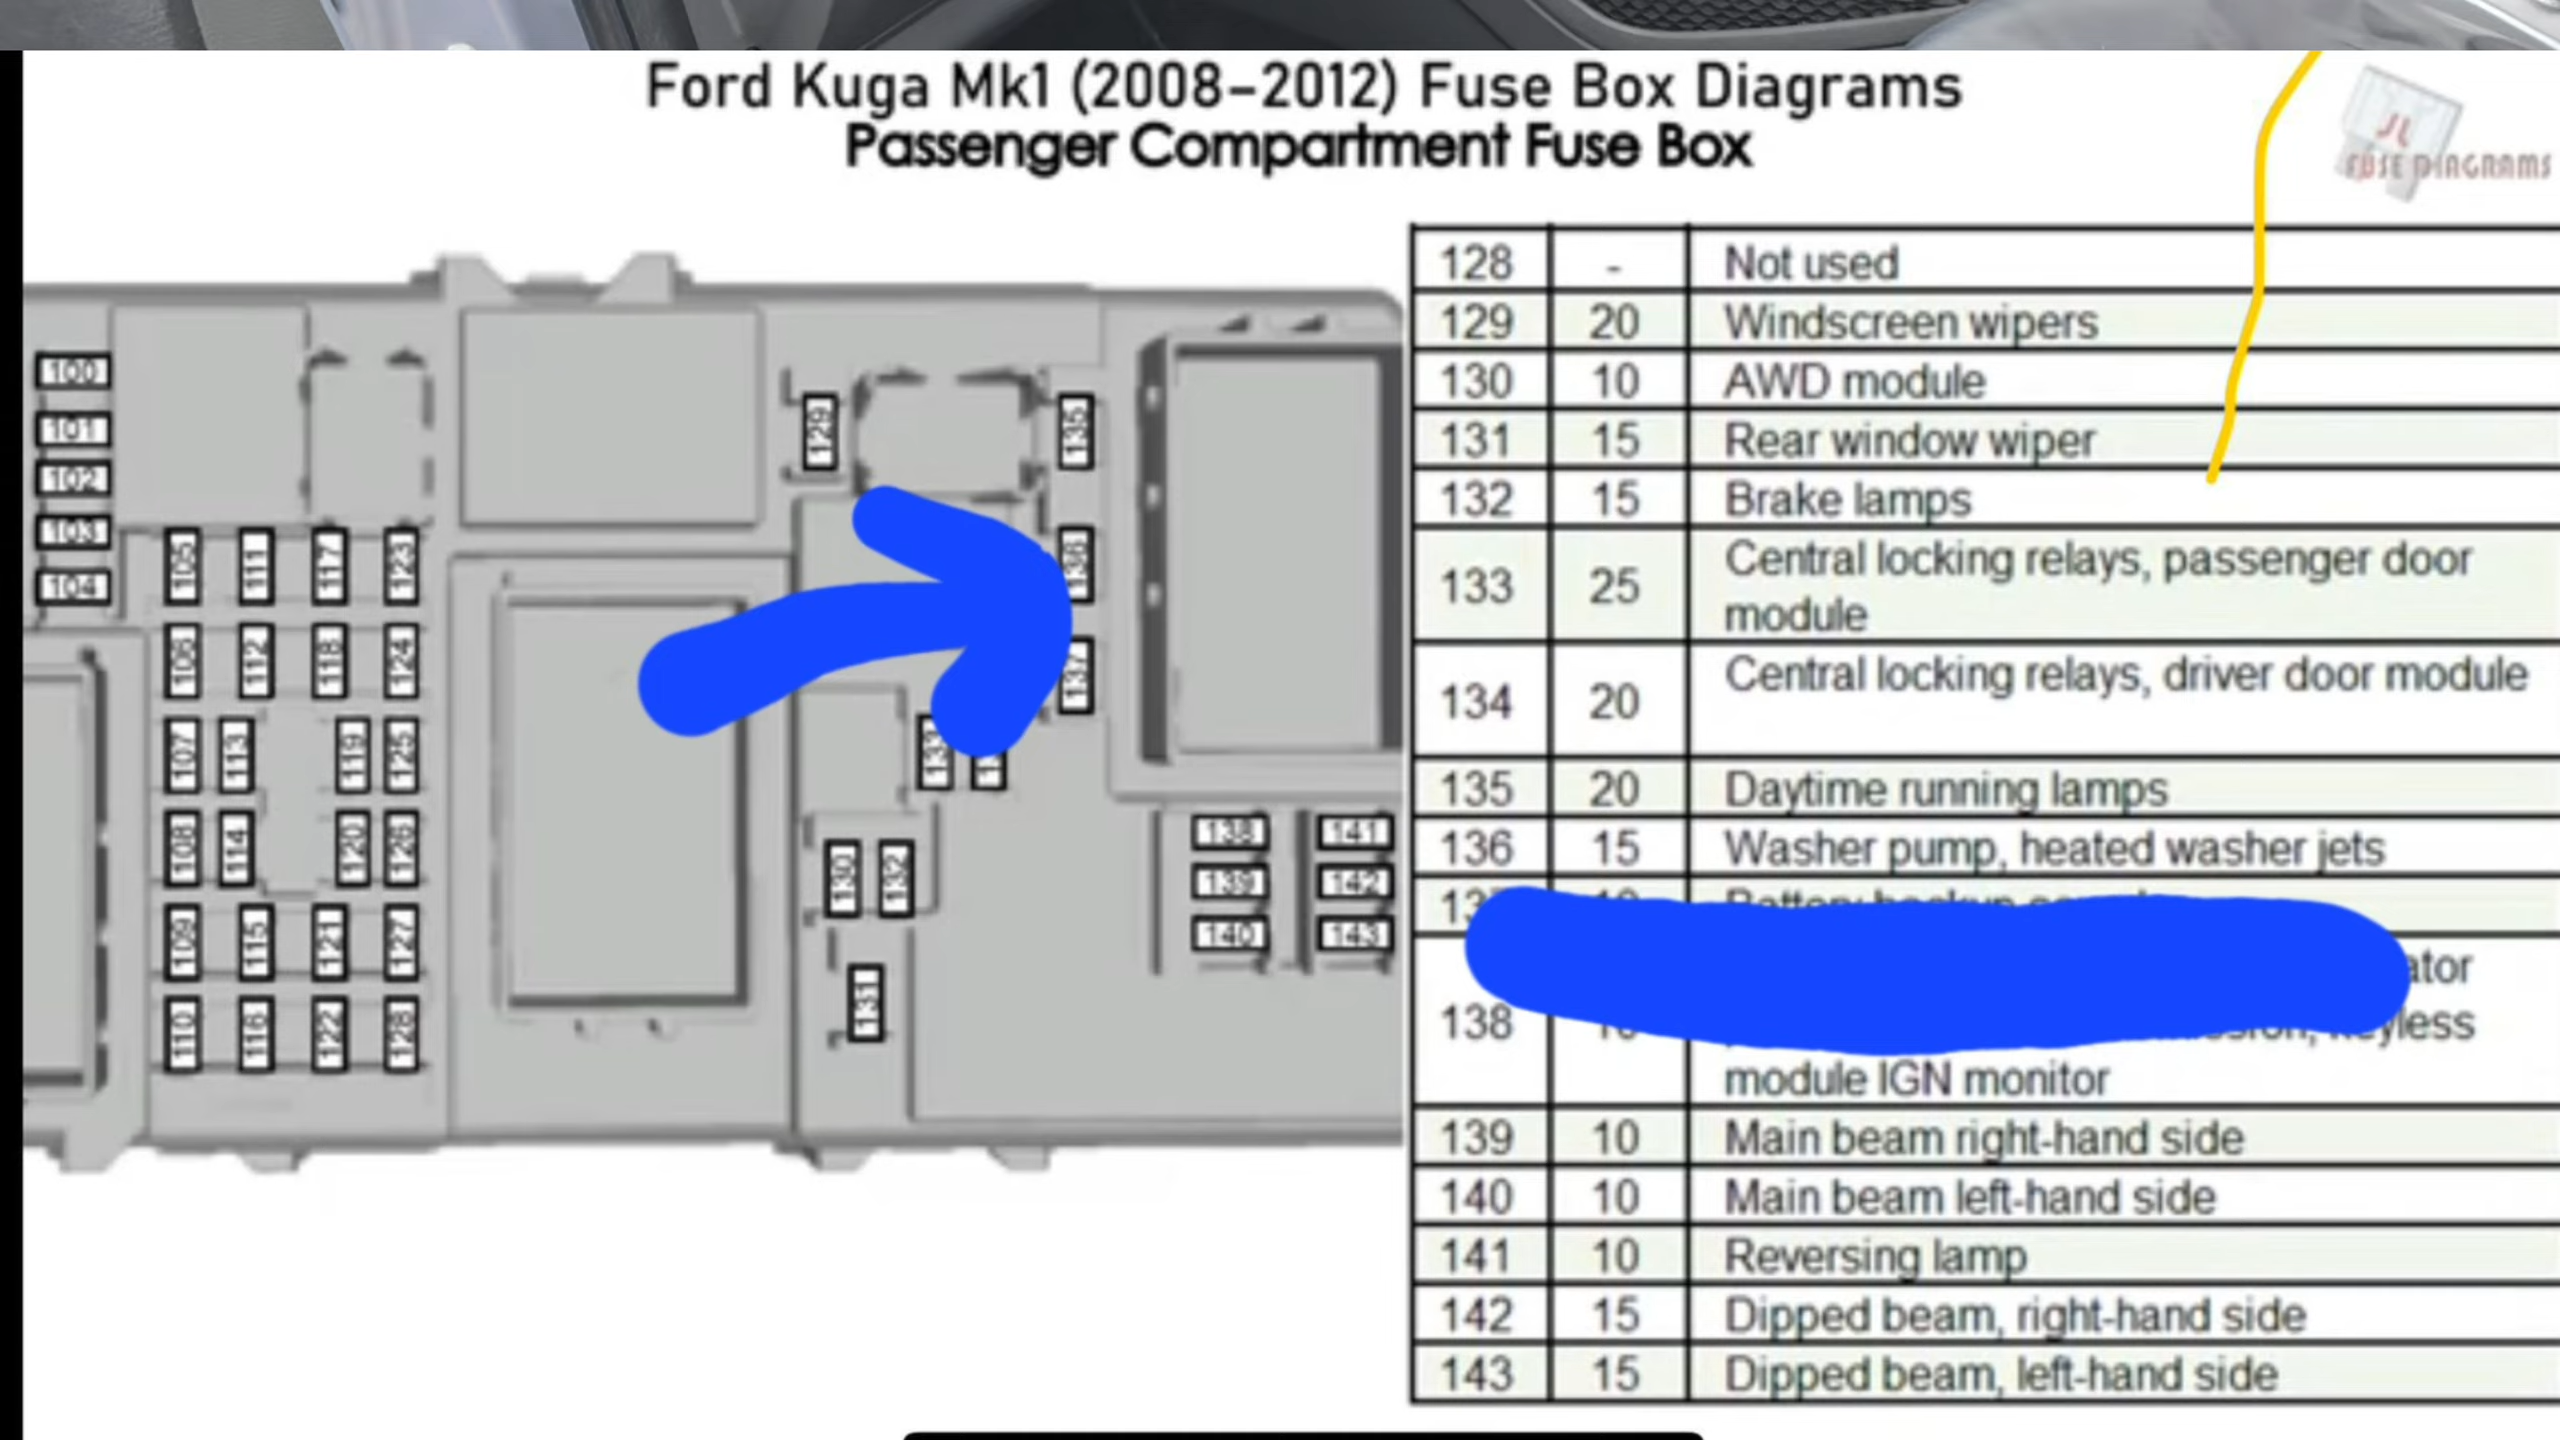 Ford Kuga Mk1 (2008-2012) Fuse Box Diagrams
Passenger Compartment Fuse Box
JL
FUSE DIAGRAMS
100
101
102
103
104
105 111 117 123
106 112 118 124
107 113 119 125
108 114 120 126
109 115 121 127
110 116 122 128
129 135
136
137
133
130 132
131
138 141
139 142
140 143
128 - Not used
129 20 Windscreen wipers
130 10 AWD module
131 15 Rear window wiper
132 15 Brake lamps
133 25 Central locking relays, passenger door
module
134 20 Central locking relays, driver door module
135 20 Daytime running lamps
136 15 Washer pump, heated washer jets
138
module IGN monitor
139 10 Main beam right-hand side
140 10 Main beam left-hand side
141 10 Reversing lamp
142 15 Dipped beam, right-hand side
143 15 Dipped beam, left-hand side